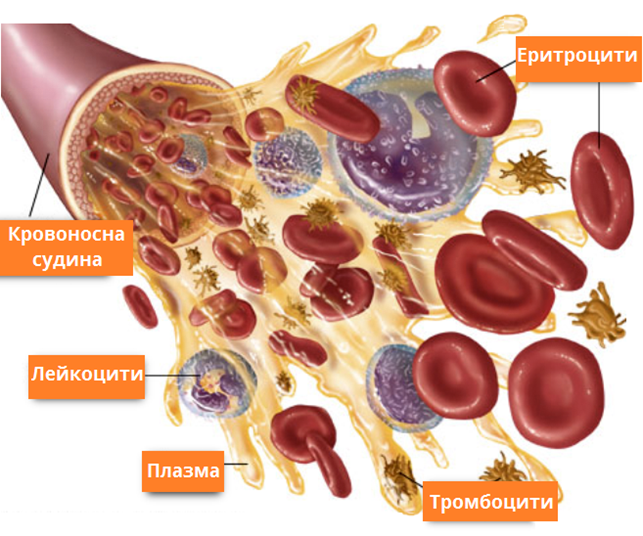 Еритроцити
Кровоносна
судина
Лейкоцити
Плазма
Тромбоцити